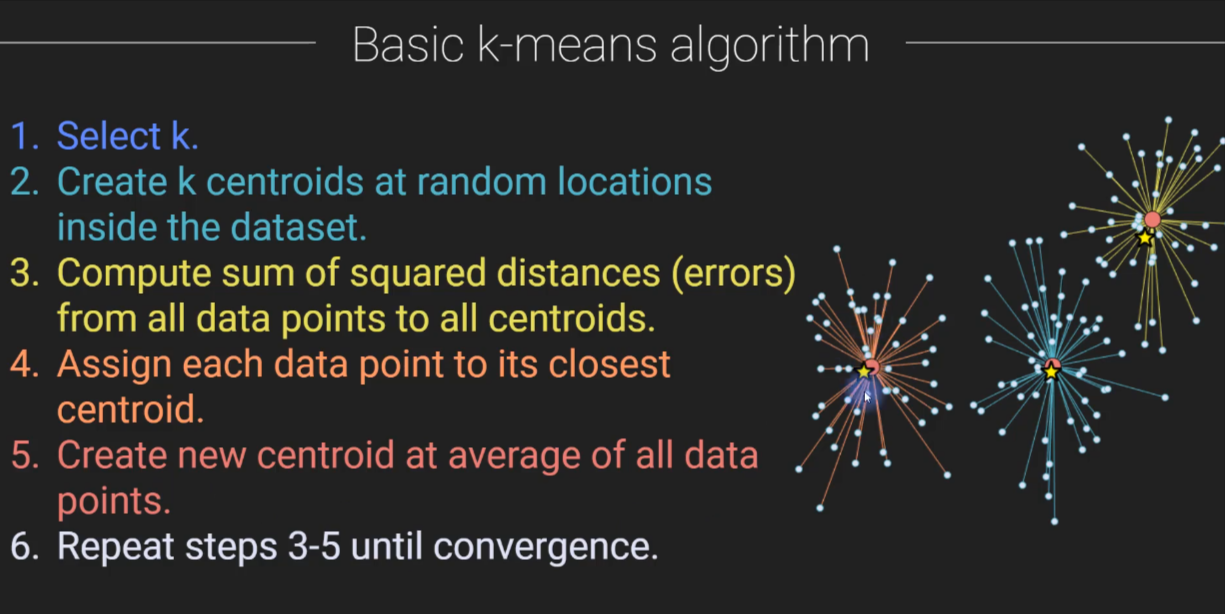 Basic k-means algorithm
1. Select k.
2. Create k centroids at random locations
inside the dataset.
3. Compute sum of squared distances (errors)
from all data points to all centroids.
4. Assign each data point to its closest
centroid.
5. Create new centroid at average of all data
points.
6. Repeat steps 3-5 until convergence.